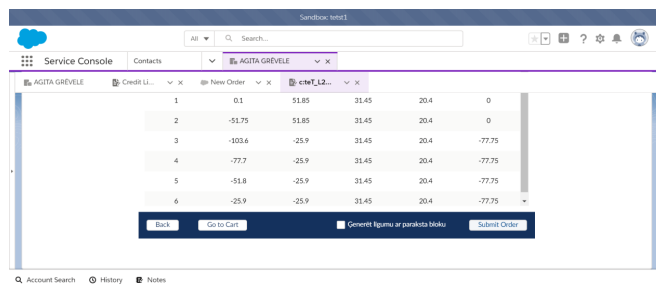 Sandbox: tetst1
All Search...
Service Console Contacts AGITA GRĒVELE
AGITA GRĒVELE Credit Li... New Order c:teT_L2...
1 0.1 51.85 31.45 20.4 0
2 -51.75 51.85 31.45 20.4 0
3 -103.6 -25.9 31.45 20.4 -77.75
4 -77.7 -25.9 31.45 20.4 -77.75
5 -51.8 -25.9 31.45 20.4 -77.75
6 -25.9 -25.9 31.45 20.4 -77.75
Back Go to Cart Ģenerēt līgumu ar paraksta bloku Submit Order
Account Search History Notes